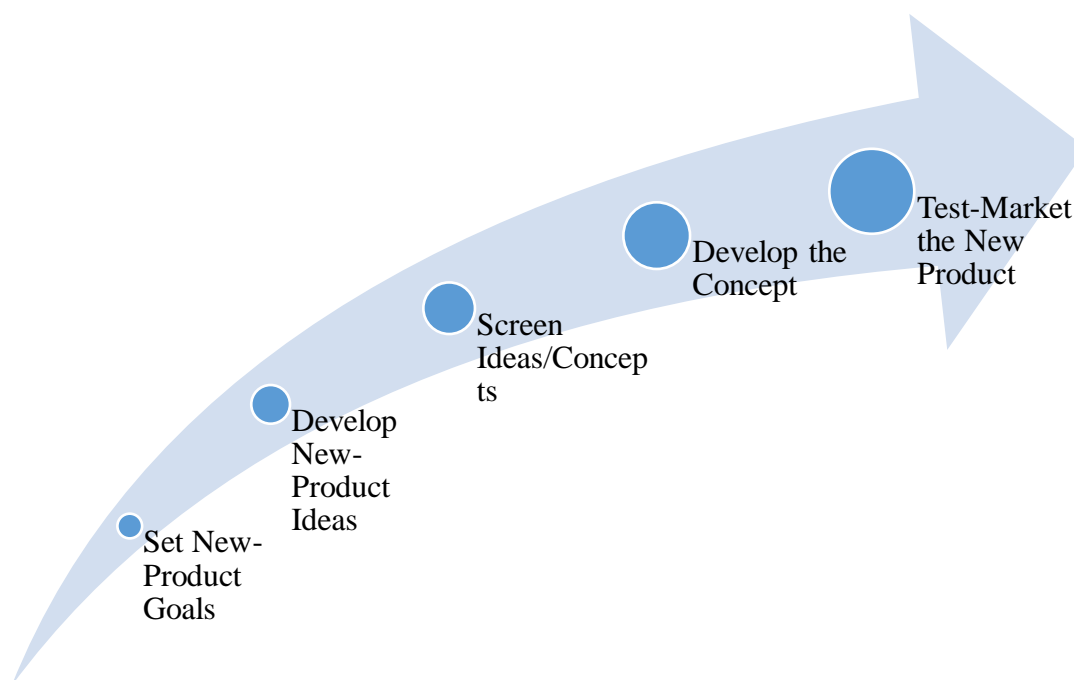 Set New-
Product
Goals
Develop
New-
Product
Ideas
Screen
Ideas/Concep
ts
Develop the
Concept
Test-Market
the New
Product